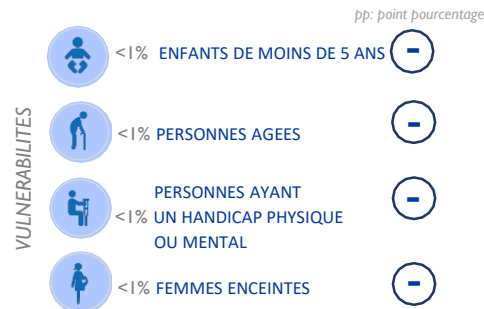 pp: point pourcentage
VULNERABILITES
<1% ENFANTS DE MOINS DE 5 ANS -
<1% PERSONNES AGEES -
PERSONNES AYANT
<1% UN HANDICAP PHYSIQUE -
OU MENTAL
<1% FEMMES ENCEINTES -